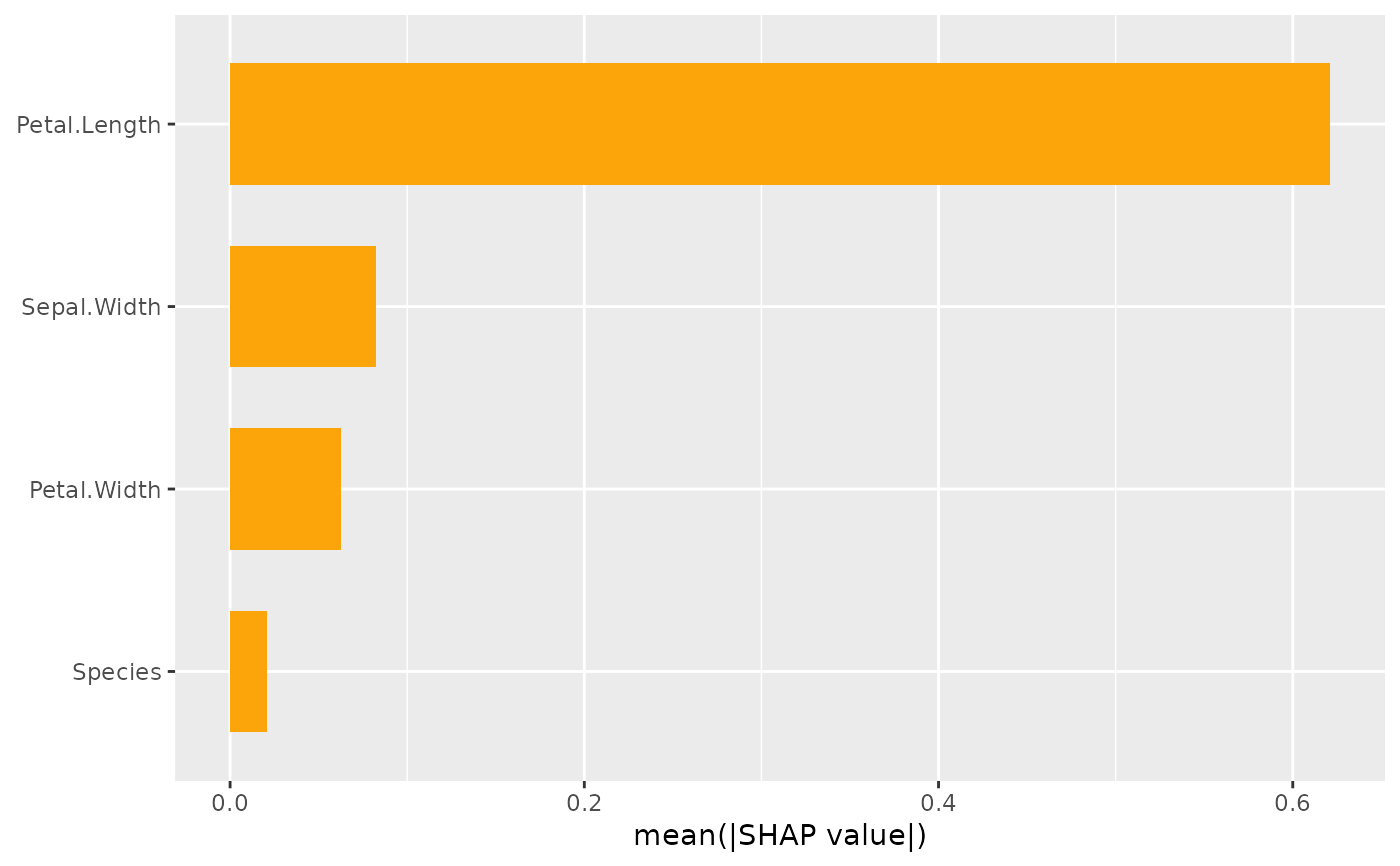 Petal.Length
Sepal.Width
Petal.Width
Species
0.0 0.2 0.4 0.6
mean(|SHAP value|)